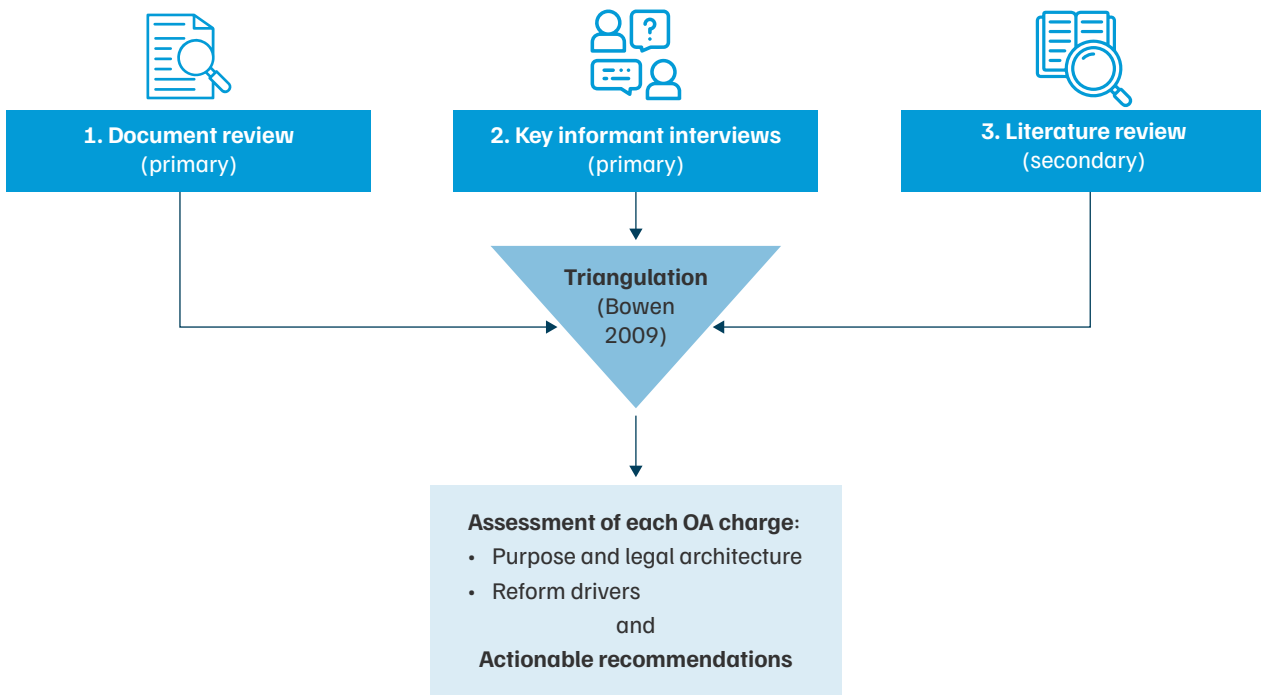 ?
1. Document review
(primary)
2. Key informant interviews
(primary)
3. Literature review
(secondary)
Triangulation
(Bowen
2009)
Assessment of each OA charge:
• Purpose and legal architecture
• Reform drivers
and
Actionable recommendations